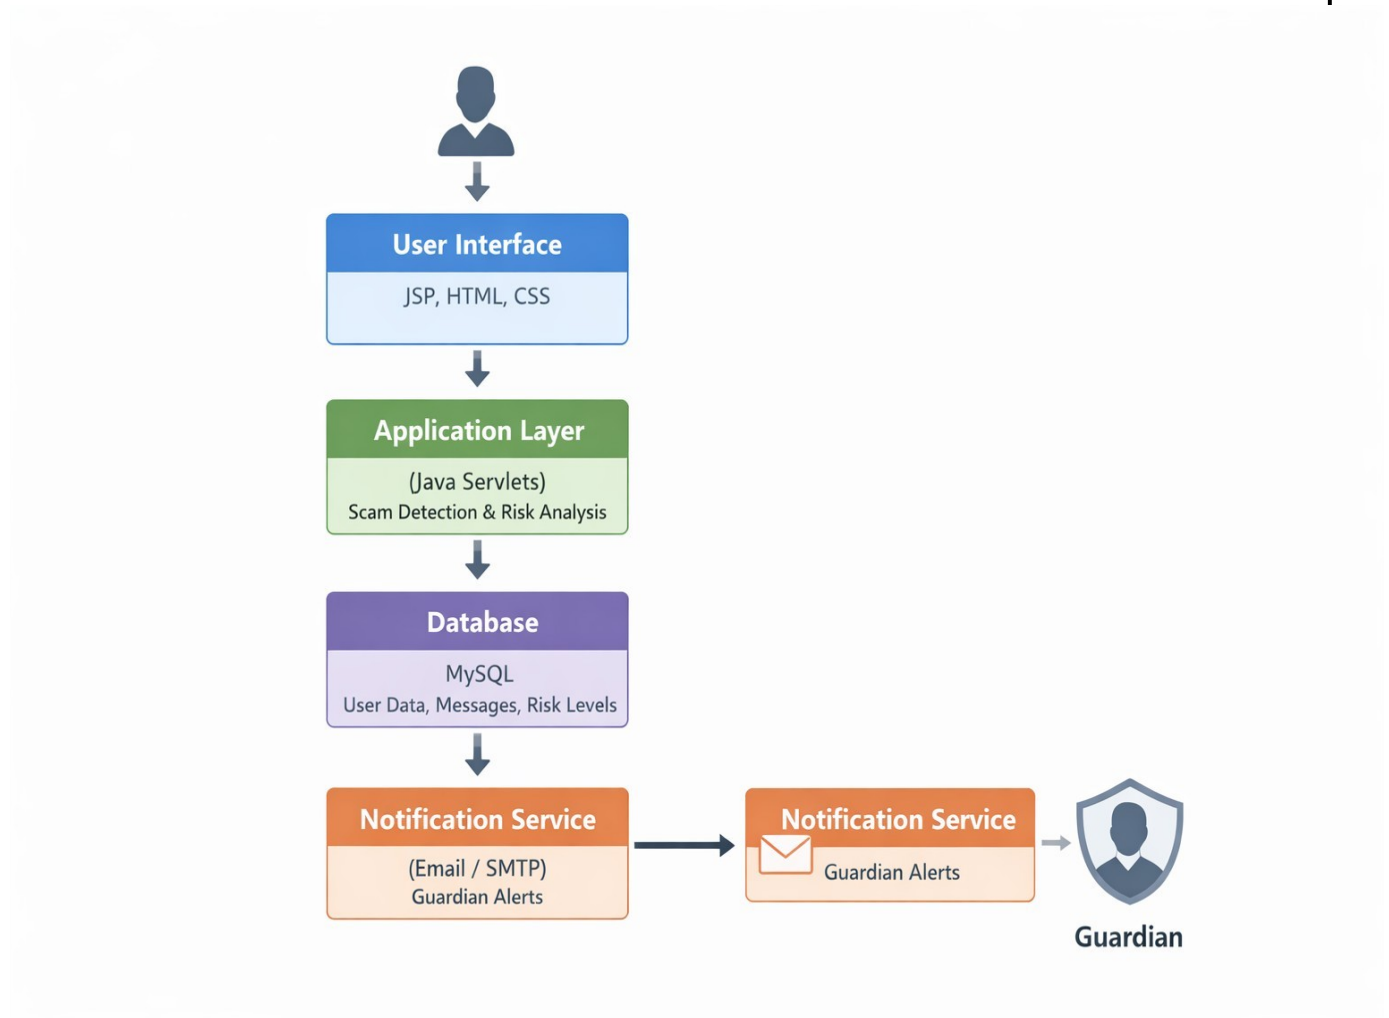 User Interface
JSP, HTML, CSS
Application Layer
(Java Servlets)
Scam Detection & Risk Analysis
Database
MySQL
User Data, Messages, Risk Levels
Notification Service
(Email / SMTP)
Guardian Alerts
Notification Service
Guardian Alerts
Guardian